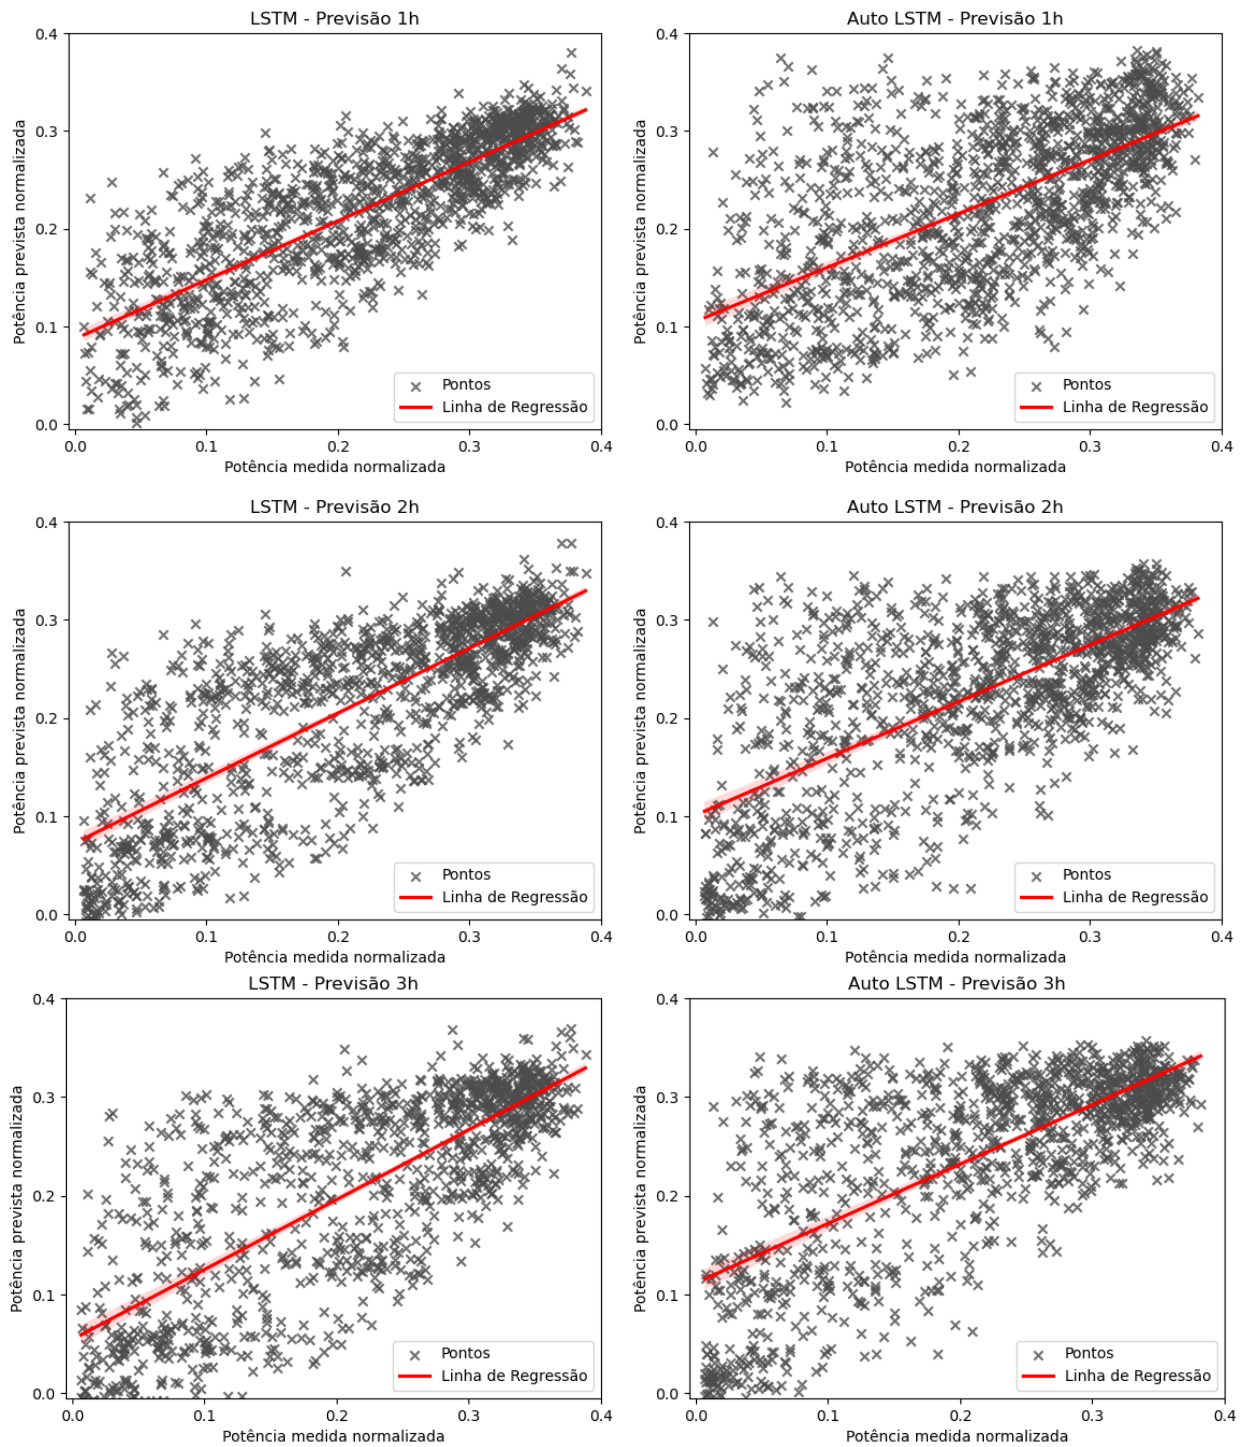 LSTM - Previsão 1h
Potência prevista normalizada
0.4
0.3
0.2
0.1
0.0
Pontos
Linha de Regressão
0.0 0.1 0.2 0.3 0.4
Potência medida normalizada
Auto LSTM - Previsão 1h
Potência prevista normalizada
0.4
0.3
0.2
0.1
0.0
Pontos
Linha de Regressão
0.0 0.1 0.2 0.3 0.4
Potência medida normalizada
LSTM - Previsão 2h
Potência prevista normalizada
0.4
0.3
0.2
0.1
0.0
Pontos
Linha de Regressão
0.0 0.1 0.2 0.3 0.4
Potência medida normalizada
Auto LSTM - Previsão 2h
Potência prevista normalizada
0.4
0.3
0.2
0.1
0.0
Pontos
Linha de Regressão
0.0 0.1 0.2 0.3 0.4
Potência medida normalizada
LSTM - Previsão 3h
Potência prevista normalizada
0.4
0.3
0.2
0.1
0.0
Pontos
Linha de Regressão
0.0 0.1 0.2 0.3 0.4
Potência medida normalizada
Auto LSTM - Previsão 3h
Potência prevista normalizada
0.4
0.3
0.2
0.1
0.0
Pontos
Linha de Regressão
0.0 0.1 0.2 0.3 0.4
Potência medida normalizada